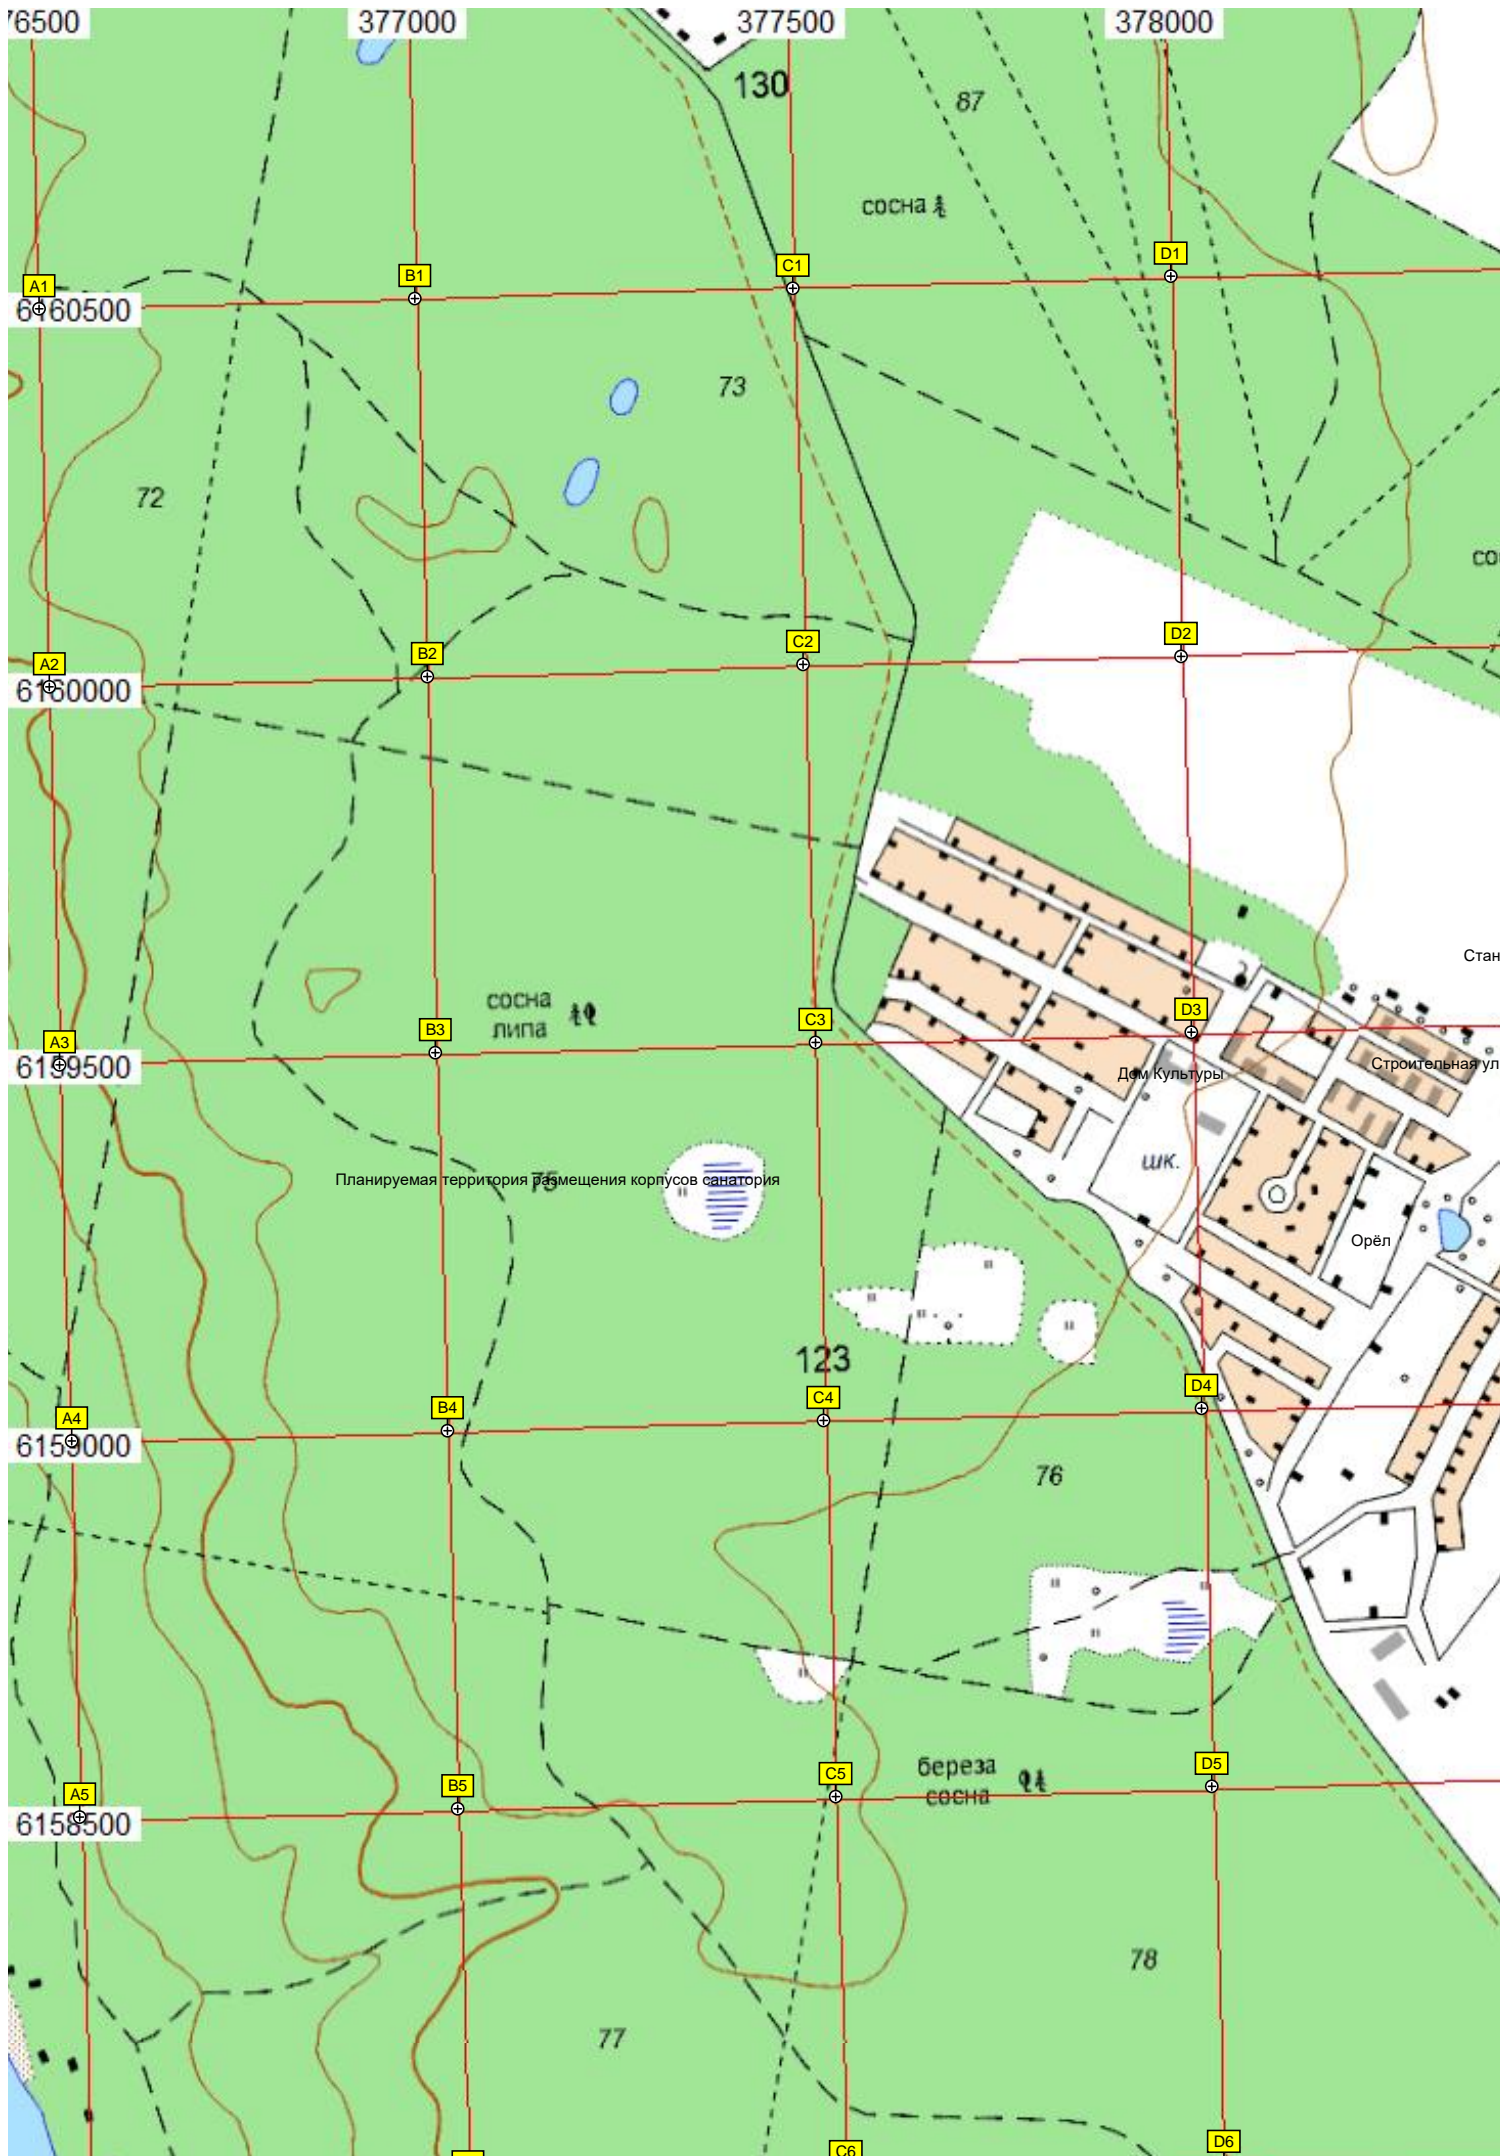 76500 377000 377500 378000
130
87
сосна
A1 B1 C1 D1
6160500
73
72
A2 B2 C2 D2
6160000
Стан
сосна
липа
A3 B3 C3 D3
6159500
Дом Культуры
Строительная ул
шк.
75
Планируемая территория размещения корпусов санатория
Орёл
123
A4 B4 C4 D4
6159000
76
береза
сосна
A5 B5 C5 D5
6158500
78
77
C6 D6